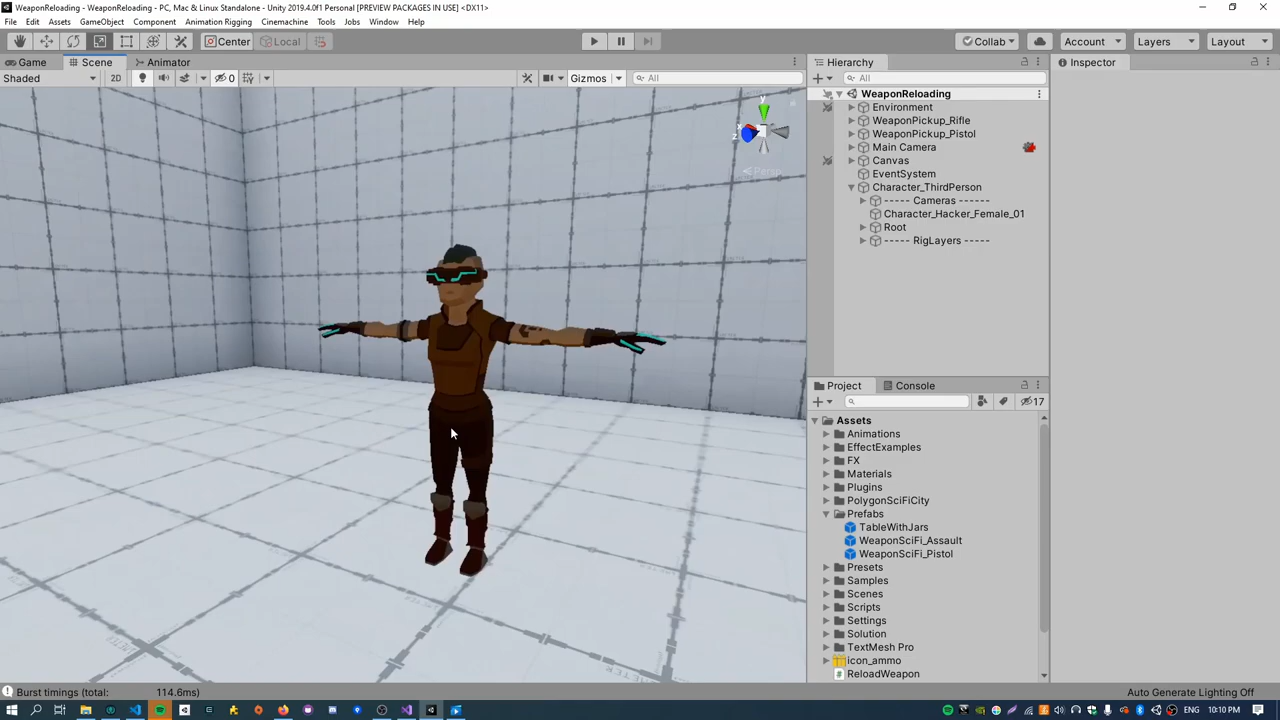 WeaponReloading - WeaponReloading - PC, Mac & Linux Standalone - Unity 2019.4.0f1 Personal [PREVIEW PACKAGES IN USE] <DX11>
File Edit Assets GameObject Component Animation Rigging Cinemachine Tools Jobs Window Help
Center Local Collab Account Layers Layout
Game Scene Animator
Shaded 2D 0 Gizmos All
y
x
z
Persp
Hierarchy
All
WeaponReloading
Environment
WeaponPickup_Rifle
WeaponPickup_Pistol
Main Camera
Canvas
EventSystem
Character_ThirdPerson
----- Cameras ------
Character_Hacker_Female_01
Root
----- RigLayers -----
Inspector
Project Console
17
Assets
Animations
EffectExamples
FX
Materials
Plugins
PolygonSciFiCity
Prefabs
TableWithJars
WeaponSciFi_Assault
WeaponSciFi_Pistol
Presets
Samples
Scenes
Scripts
Settings
Solution
TextMesh Pro
icon_ammo
ReloadWeapon
Burst timings (total: 114.6ms)
Auto Generate Lighting Off
ENG 10:10 PM